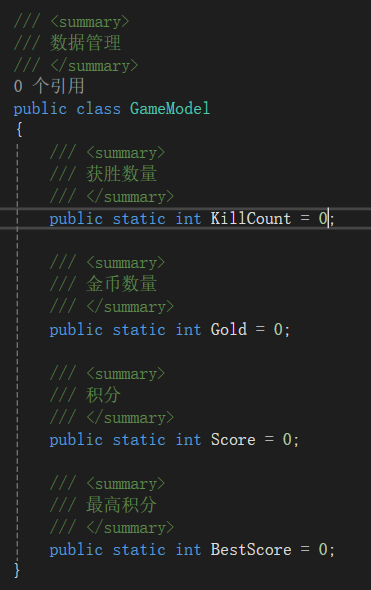 /// <summary>
/// 数据管理
/// </summary>
0 个引用
public class GameModel
{
/// <summary>
/// 获胜数量
/// </summary>
public static int KillCount = 0;
/// <summary>
/// 金币数量
/// </summary>
public static int Gold = 0;
/// <summary>
/// 积分
/// </summary>
public static int Score = 0;
/// <summary>
/// 最高积分
/// </summary>
public static int BestScore = 0;
}